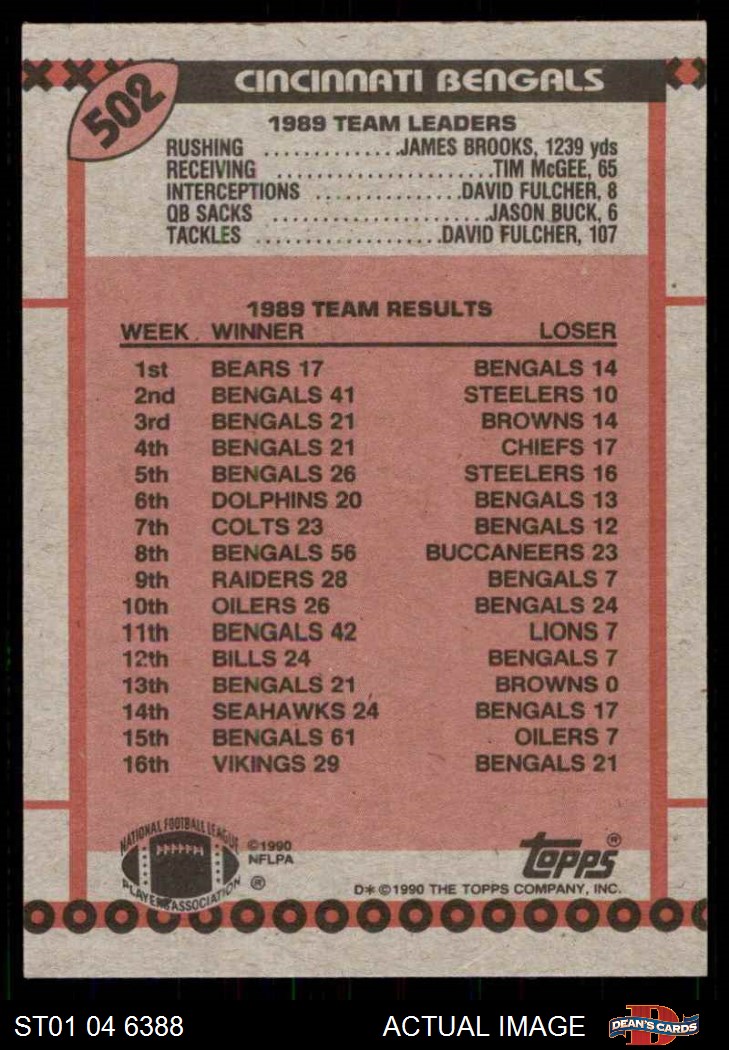 502
CINCINNATI BENGALS
1989 TEAM LEADERS
RUSHING ..............JAMES BROOKS, 1239 yds
RECEIVING ........................TIM McGEE, 65
INTERCEPTIONS ...............DAVID FULCHER, 8
QB SACKS ......................JASON BUCK, 6
TACKLES ...................DAVID FULCHER, 107
1989 TEAM RESULTS
WEEK WINNER LOSER
1st BEARS 17 BENGALS 14
2nd BENGALS 41 STEELERS 10
3rd BENGALS 21 BROWNS 14
4th BENGALS 21 CHIEFS 17
5th BENGALS 26 STEELERS 16
6th DOLPHINS 20 BENGALS 13
7th COLTS 23 BENGALS 12
8th BENGALS 56 BUCCANEERS 23
9th RAIDERS 28 BENGALS 7
10th OILERS 26 BENGALS 24
11th BENGALS 42 LIONS 7
12th BILLS 24 BENGALS 7
13th BENGALS 21 BROWNS 0
14th SEAHAWKS 24 BENGALS 17
15th BENGALS 61 OILERS 7
16th VIKINGS 29 BENGALS 21
NATIONAL FOOTBALL LEAGUE
PLAYERS ASSOCIATION
®
©1990
NFLPA
topps®
D* ©1990 THE TOPPS COMPANY, INC.
ST01 04 6388 ACTUAL IMAGE
D
DEAN'S CARDS